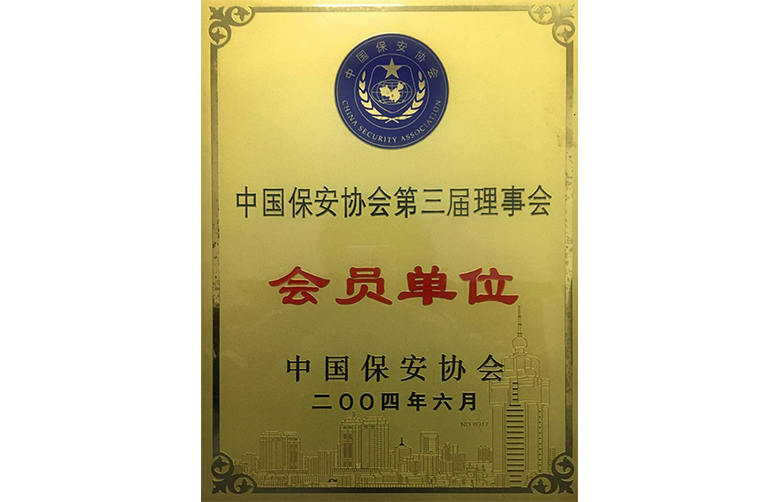 中国保安协会
CHINA SECURITY ASSOCIATION
中国保安协会第三届理事会
会员单位
中国保安协会
二〇〇四年六月